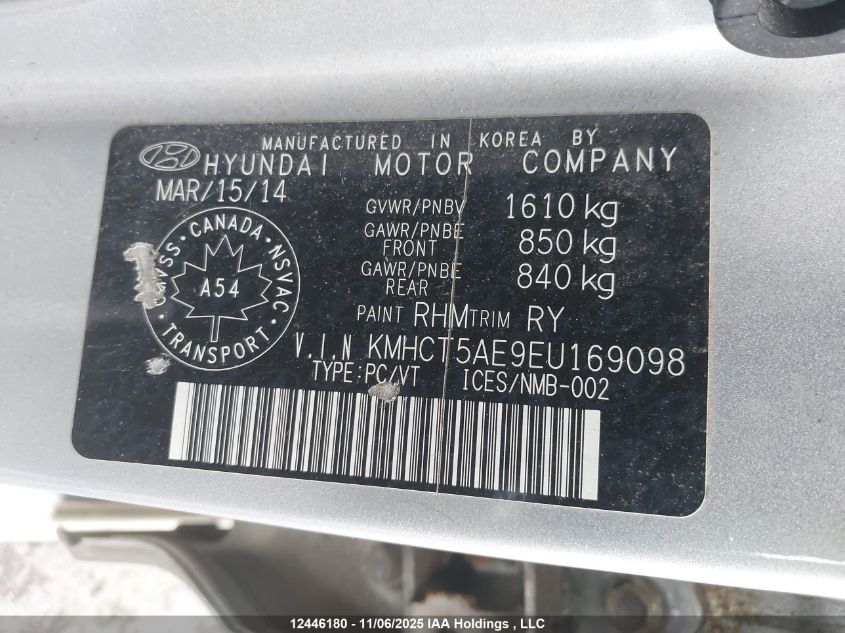 MANUFACTURED IN KOREA BY
HYUNDAI MOTOR COMPANY
MAR/15/14
GVWR/PNBV 1610 kg
GAWR/PNBE FRONT 850 kg
GAWR/PNBE REAR 840 kg
CANADA · NSVAC · TRANSPORT ·
A54
PAINT RHM TRIM RY
V.I.N KMHCT5AE9EU169098
TYPE:PC/VT ICES/NMB-002
12446180 - 11/06/2025 IAA Holdings , LLC